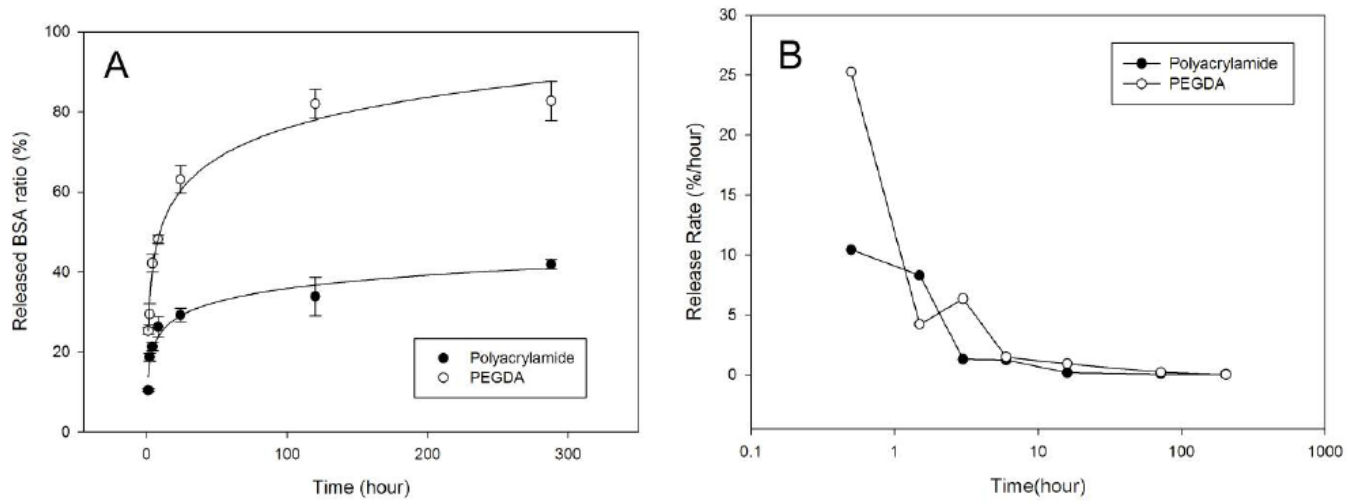 A
100
80
60
40
20
0
Released BSA ratio (%)
Polyacrylamide
PEGDA
0
100
200
300
Time (hour)
B
30
25
20
15
10
5
0
Release Rate (%/hour)
Polyacrylamide
PEGDA
0.1
1
10
100
1000
Time(hour)